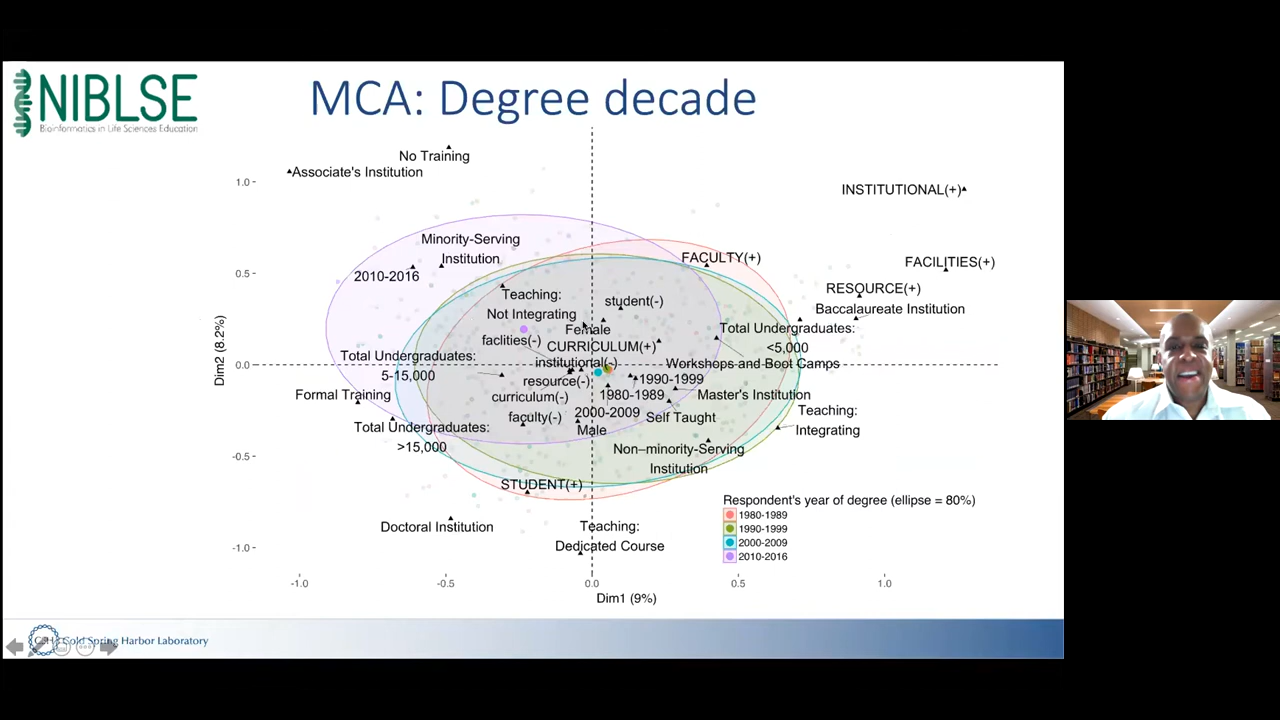 NIBLSE
Bioinformatics in Life Sciences Education
MCA: Degree decade
No Training
Associate's Institution
1.0
INSTITUTIONAL(+)
Minority-Serving
Institution
2010-2016
FACULTY(+)
FACILITIES(+)
0.5
RESOURCE(+)
Baccalaureate Institution
Teaching:
Not Integrating
student(-)
Female
faclities(-)
CURRICULUM(+)
Total Undergraduates:
<5,000
Total Undergraduates:
5-15,000
institutional(-)
Workshops and Boot Camps
0.0
Dim2 (8.2%)
resource(-)
1990-1999
Formal Training
curriculum(-)
1980-1989
Master's Institution
faculty(-)
2000-2009
Self Taught
Teaching:
Integrating
Total Undergraduates:
>15,000
Male
Non–minority-Serving
Institution
-0.5
STUDENT(+)
Doctoral Institution
Teaching:
Dedicated Course
-1.0
Respondent's year of degree (ellipse = 80%)
1980-1989
1990-1999
2000-2009
2010-2016
-1.0
-0.5
0.0
0.5
1.0
Dim1 (9%)
Cold Spring Harbor Laboratory